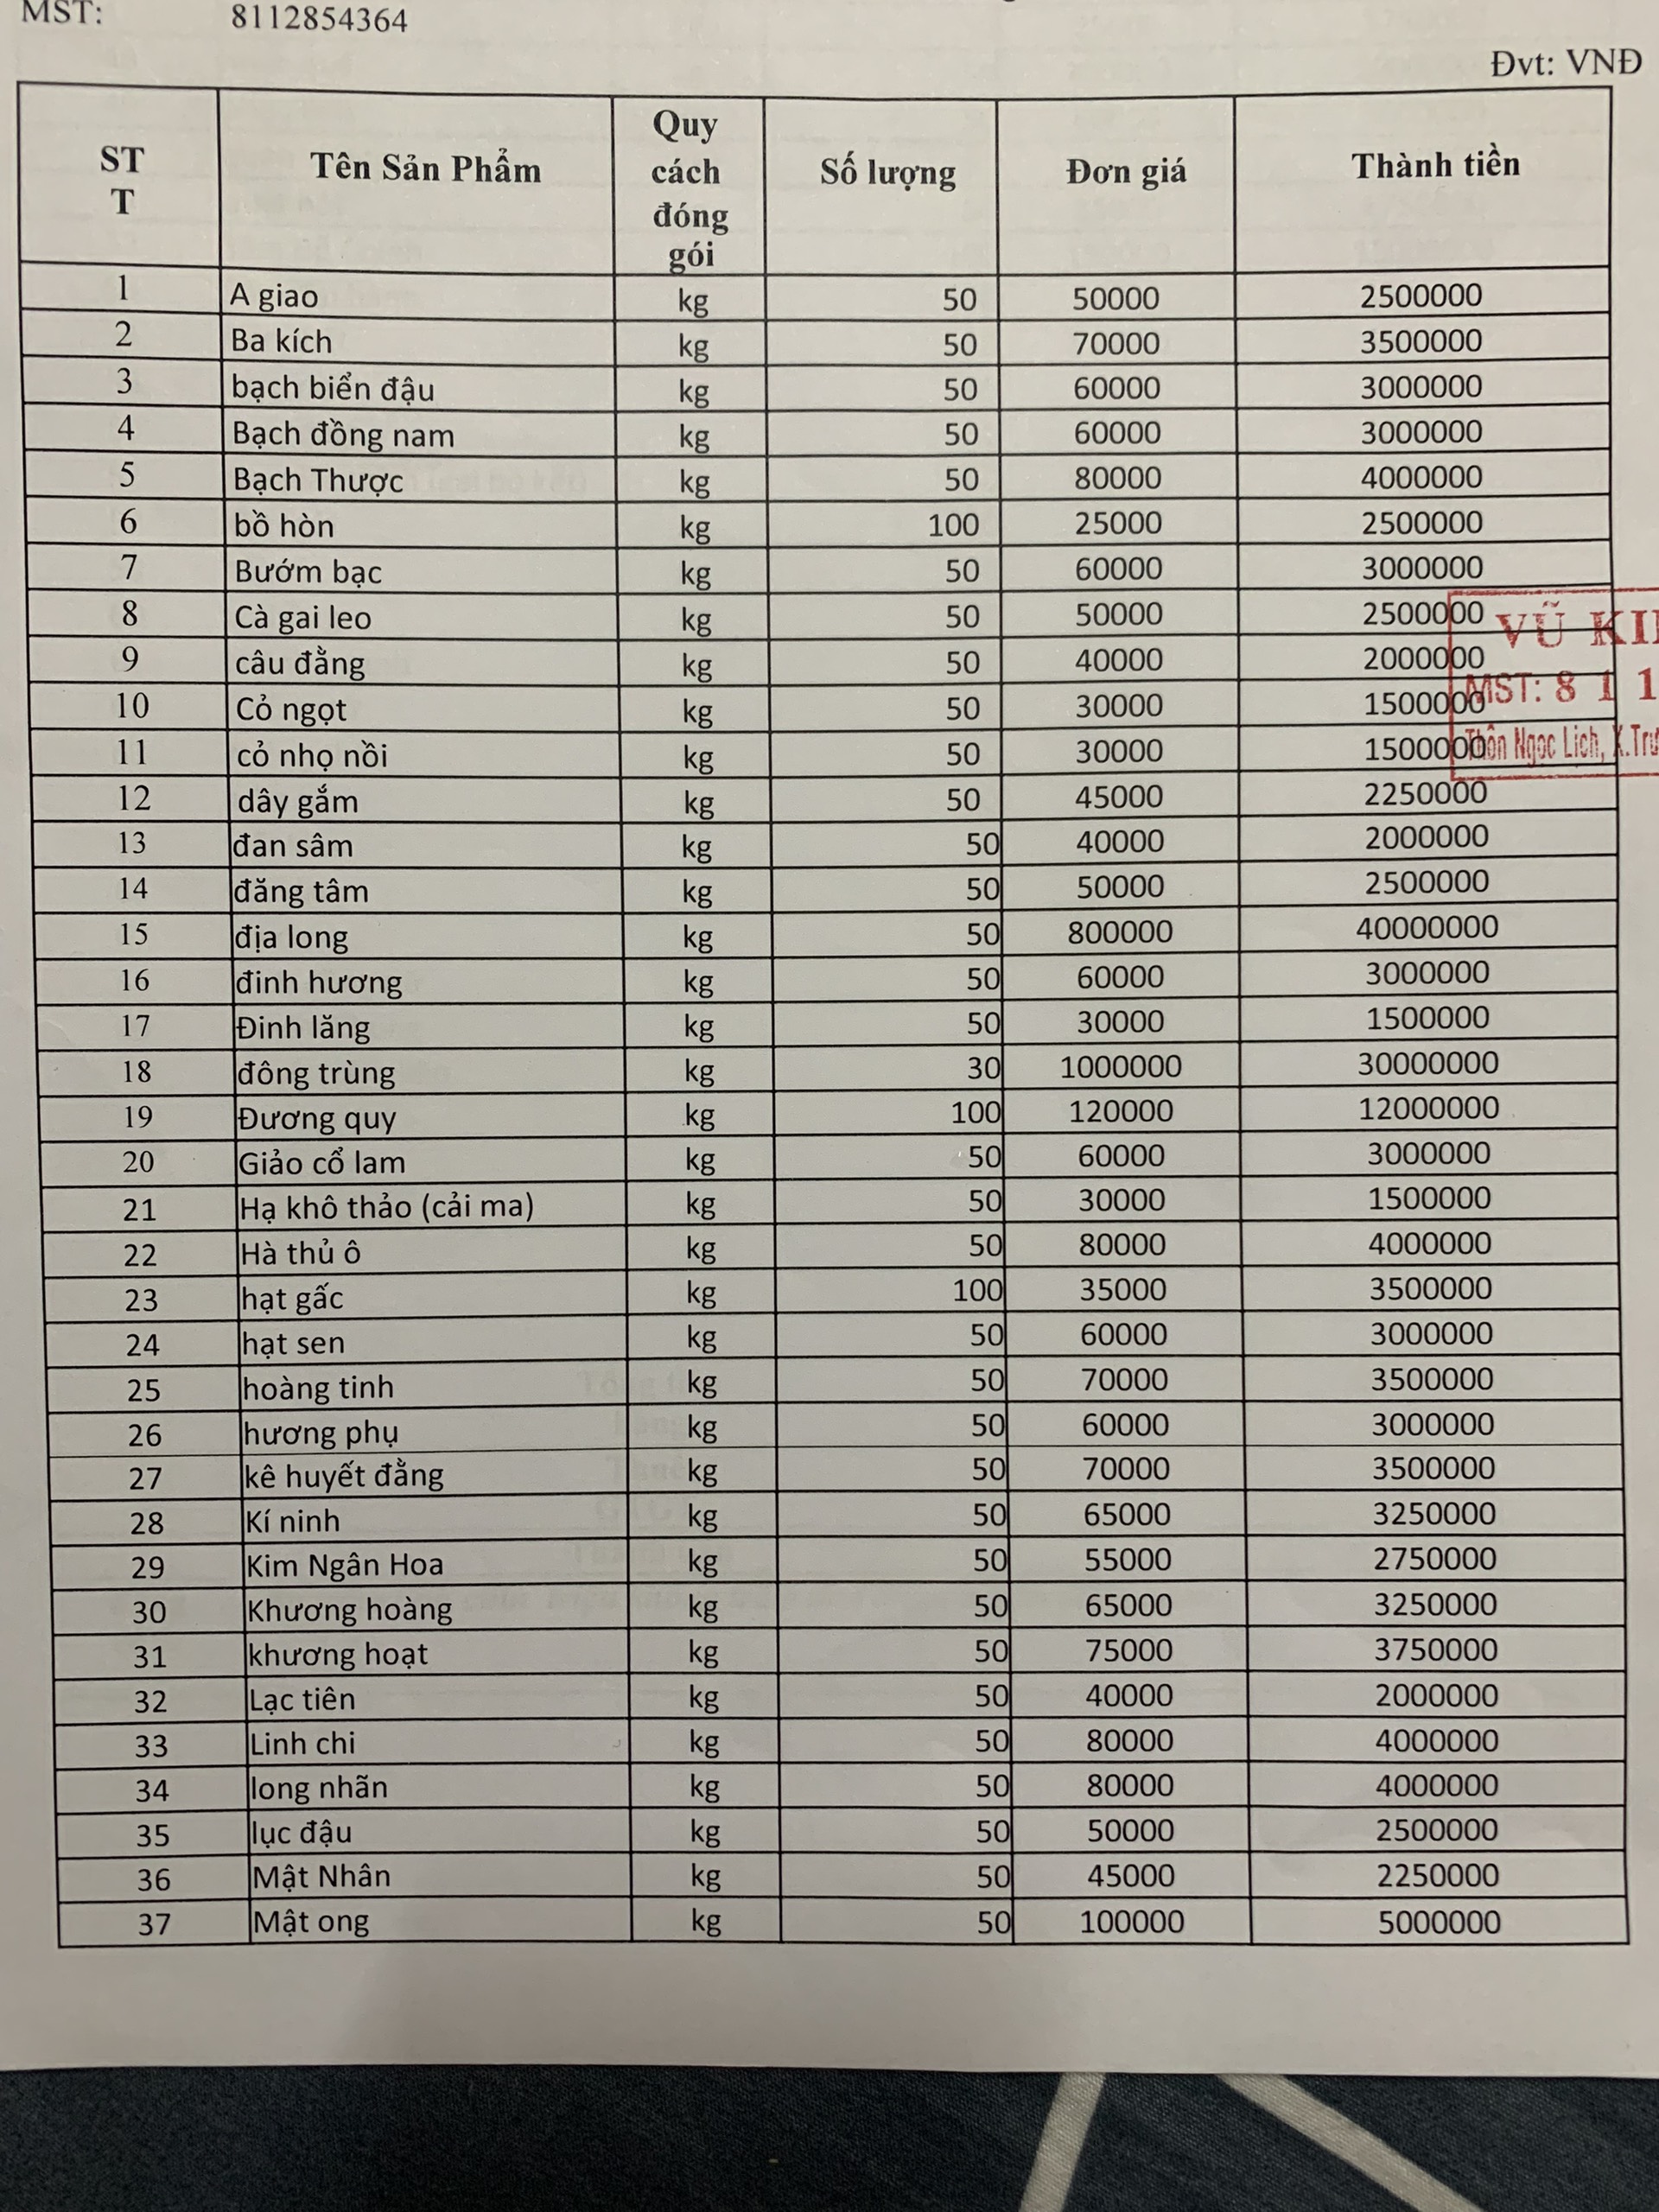 MST: 8112854364
Đvt: VNĐ
STT Tên Sản Phẩm Quy cách đóng gói Số lượng Đơn giá Thành tiền
1 A giao kg 50 50000 2500000
2 Ba kích kg 50 70000 3500000
3 bạch biển đậu kg 50 60000 3000000
4 Bạch đồng nam kg 50 60000 3000000
5 Bạch Thược kg 50 80000 4000000
6 bồ hòn kg 100 25000 2500000
7 Bướm bạc kg 50 60000 3000000
8 Cà gai leo kg 50 50000 2500000
VŨ KI
9 câu đằng kg 50 40000 2000000
10 Cỏ ngọt kg 50 30000 1500000
MST: 8 1 1
11 cỏ nhọ nồi kg 50 30000 1500000
Thôn Ngọc Lịch, X.Trư
12 dây gắm kg 50 45000 2250000
13 đan sâm kg 50 40000 2000000
14 đăng tâm kg 50 50000 2500000
15 địa long kg 50 800000 40000000
16 đinh hương kg 50 60000 3000000
17 Đinh lăng kg 50 30000 1500000
18 đông trùng kg 30 1000000 30000000
19 Đương quy kg 100 120000 12000000
20 Giảo cổ lam kg 50 60000 3000000
21 Hạ khô thảo (cải ma) kg 50 30000 1500000
22 Hà thủ ô kg 50 80000 4000000
23 hạt gấc kg 100 35000 3500000
24 hạt sen kg 50 60000 3000000
25 hoàng tinh kg 50 70000 3500000
26 hương phụ kg 50 60000 3000000
27 kê huyết đằng kg 50 70000 3500000
28 Kí ninh kg 50 65000 3250000
29 Kim Ngân Hoa kg 50 55000 2750000
30 Khương hoàng kg 50 65000 3250000
31 khương hoạt kg 50 75000 3750000
32 Lạc tiên kg 50 40000 2000000
33 Linh chi kg 50 80000 4000000
34 long nhãn kg 50 80000 4000000
35 lục đậu kg 50 50000 2500000
36 Mật Nhân kg 50 45000 2250000
37 Mật ong kg 50 100000 5000000